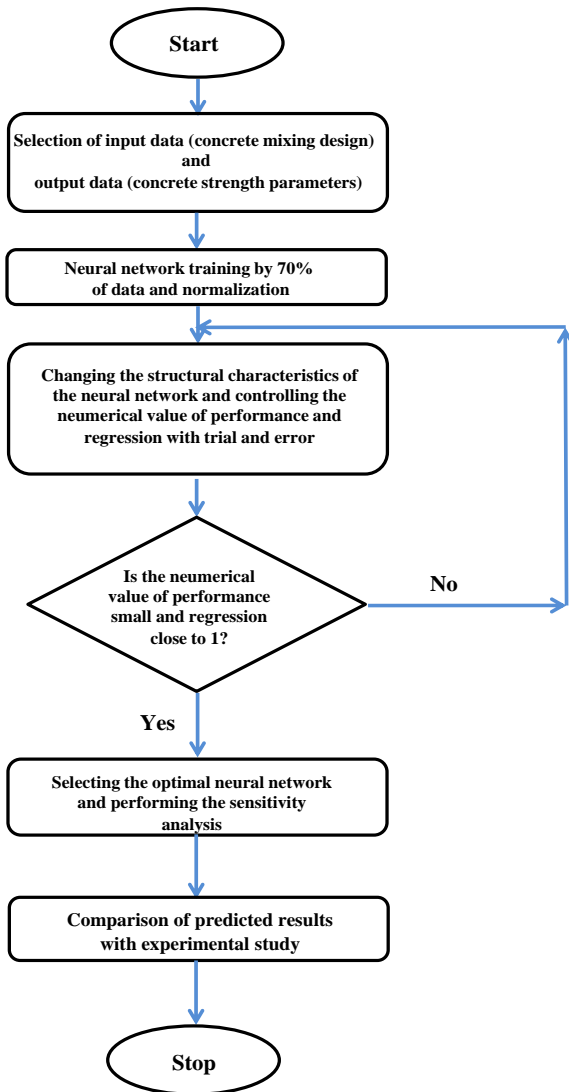 Start
Selection of input data (concrete mixing design)
and
output data (concrete strength parameters)
Neural network training by 70%
of data and normalization
Changing the structural characteristics of
the neural network and controlling the
neumerical value of performance and
regression with trial and error
Is the neumerical
value of performance
small and regression
close to 1?
No
Yes
Selecting the optimal neural network
and performing the sensitivity
analysis
Comparison of predicted results
with experimental study
Stop